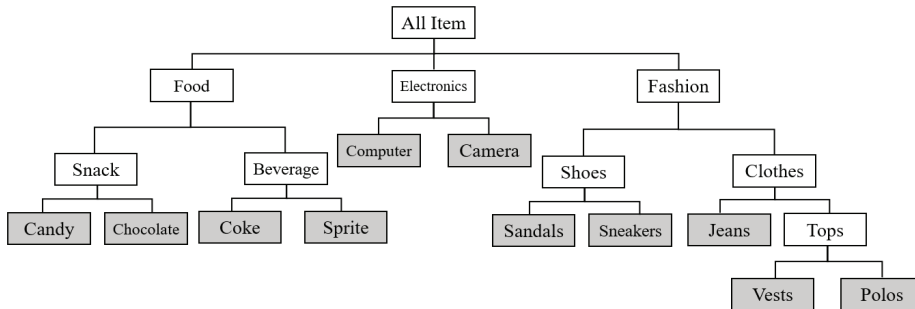 All Item
Food
Electronics
Fashion
Computer
Camera
Snack
Beverage
Shoes
Clothes
Candy
Chocolate
Coke
Sprite
Sandals
Sneakers
Jeans
Tops
Vests
Polos